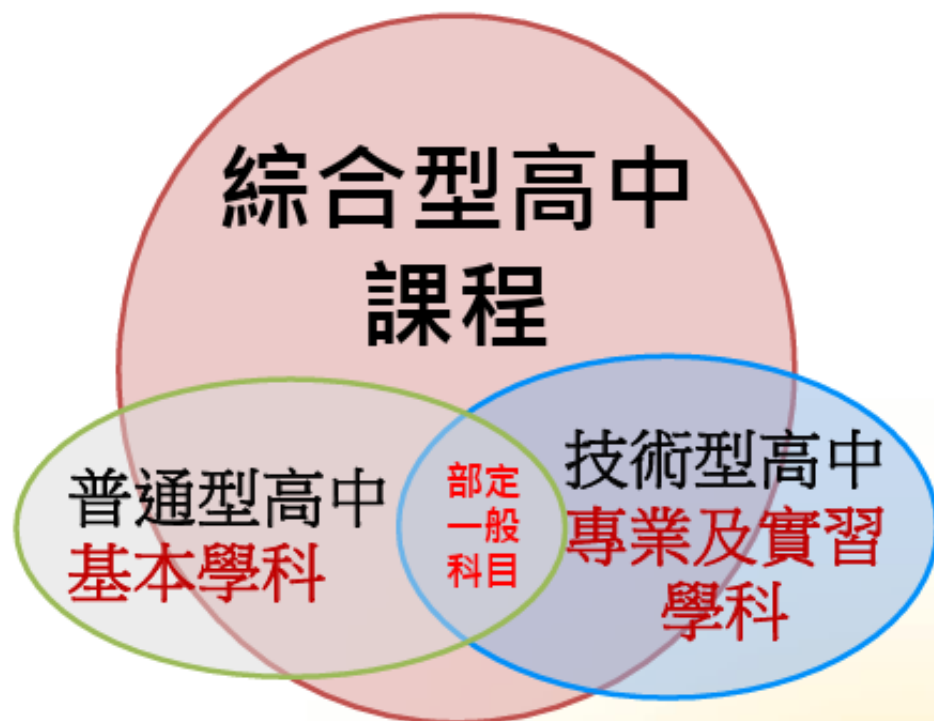 綜合型高中
課程
普通型高中
基本學科
部定
一般
科目
技術型高中
專業及實習
學科